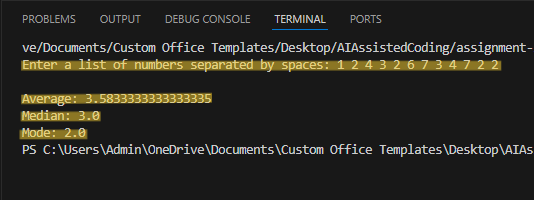 PROBLEMS OUTPUT DEBUG CONSOLE TERMINAL PORTS
ve/Documents/Custom Office Templates/Desktop/AIAssistedCoding/assignment-
Enter a list of numbers separated by spaces: 1 2 4 3 2 6 7 3 4 7 2 2
Average: 3.5833333333333335
Median: 3.0
Mode: 2.0
PS C:\Users\Admin\OneDrive\Documents\Custom Office Templates\Desktop\AIAs